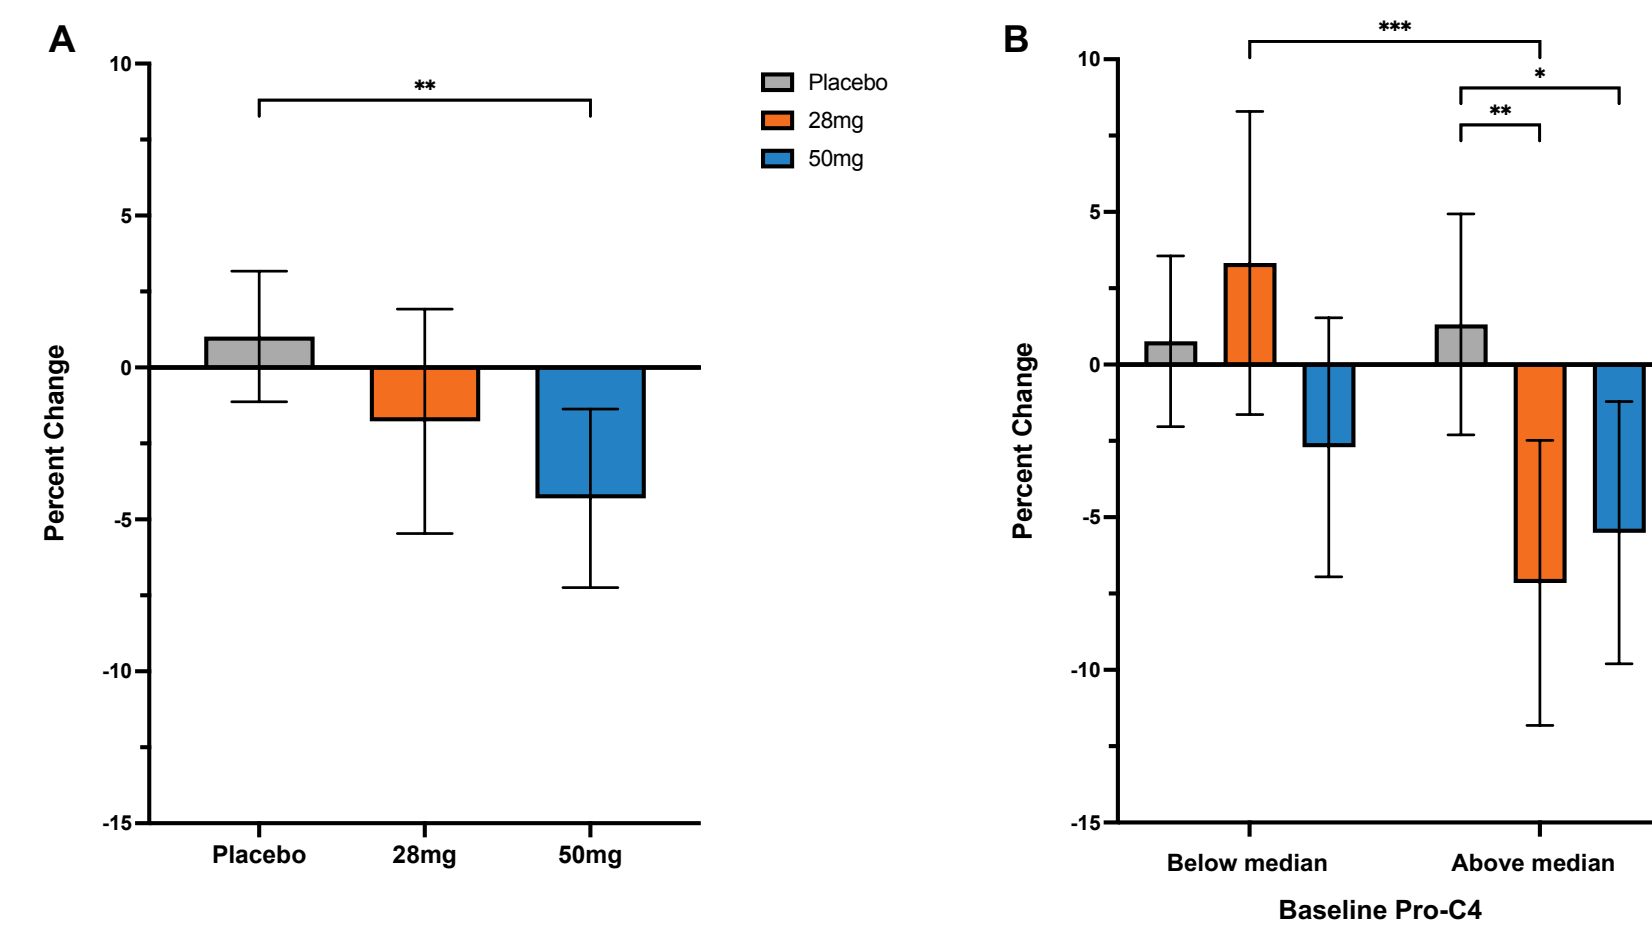 A
10
5
0
-5
-10
-15
Percent Change
**
Placebo
28mg
50mg
Placebo
28mg
50mg
B
10
5
0
-5
-10
-15
Percent Change
***
*
**
Below median
Above median
Baseline Pro-C4